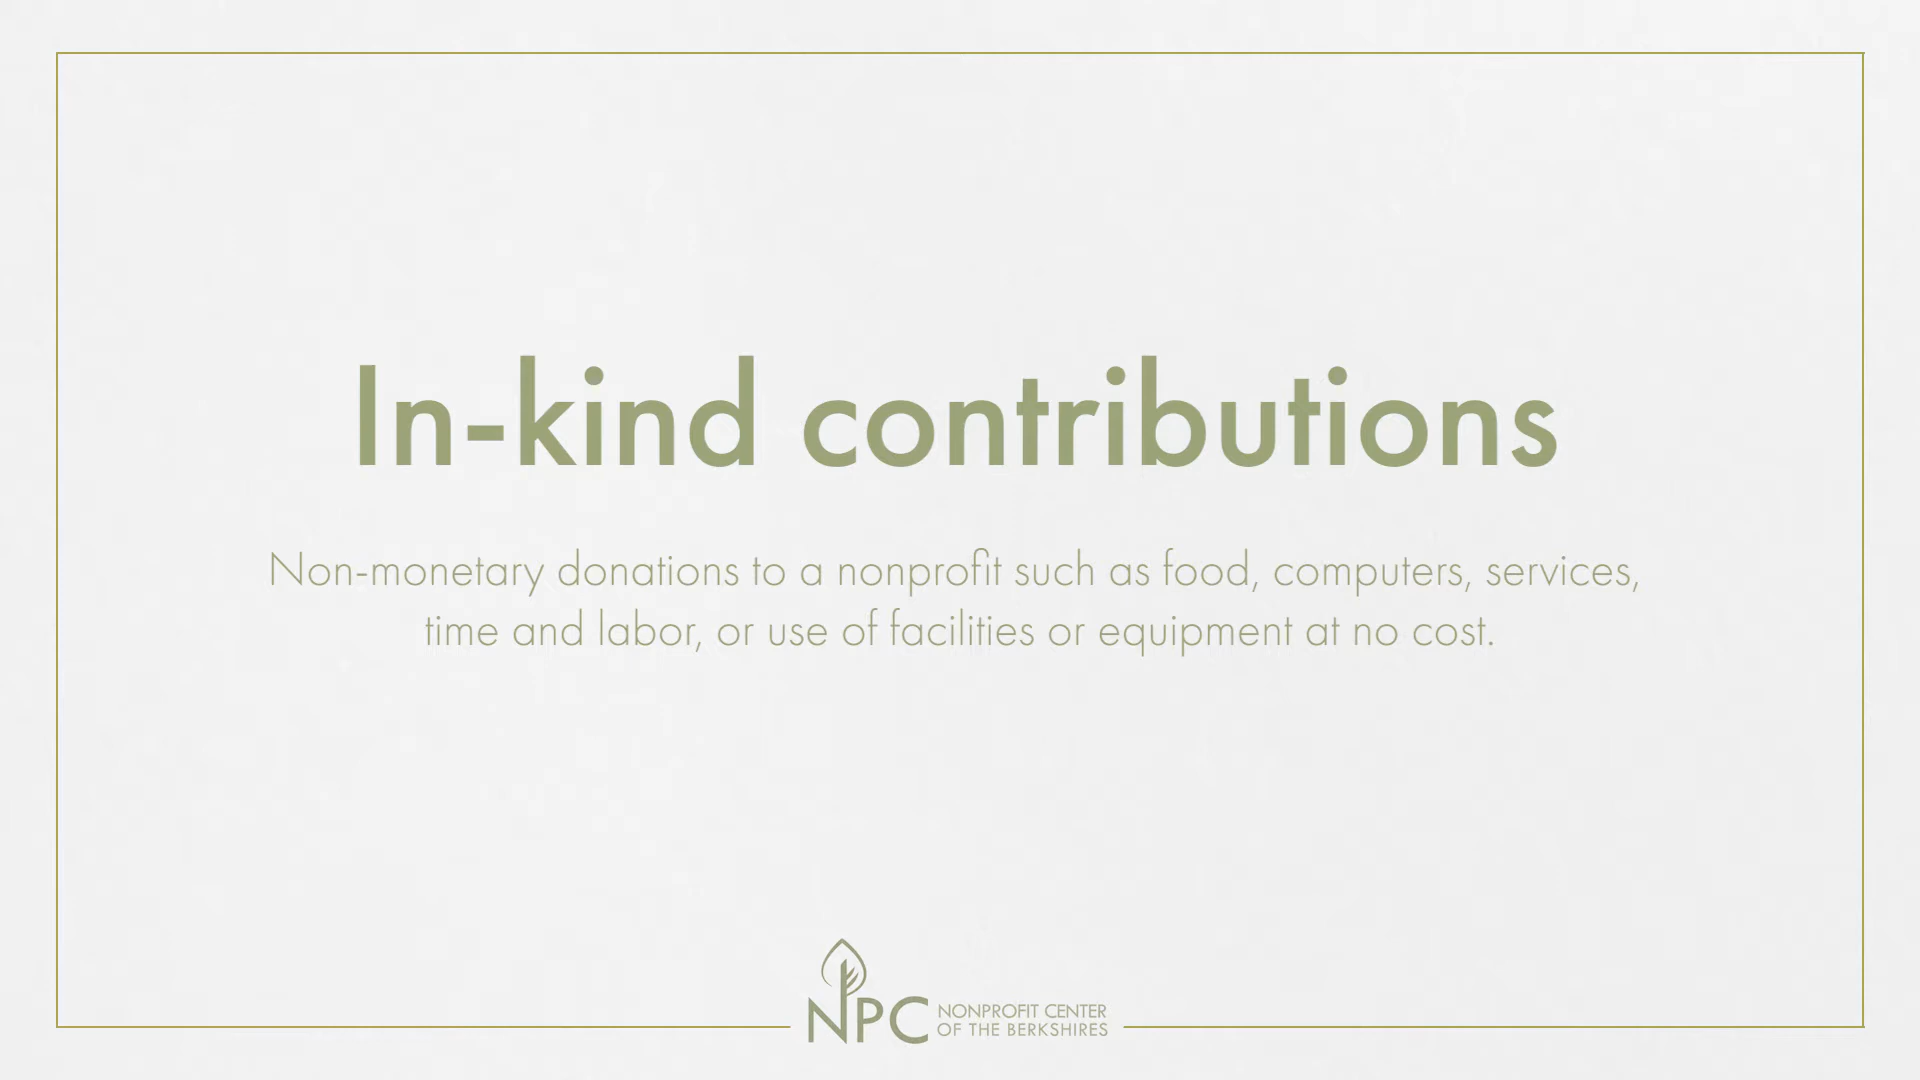 In-kind contributions
Non-monetary donations to a nonprofit such as food, computers, services,
time and labor, or use of facilities or equipment at no cost.
NPC
NONPROFIT CENTER
OF THE BERKSHIRES